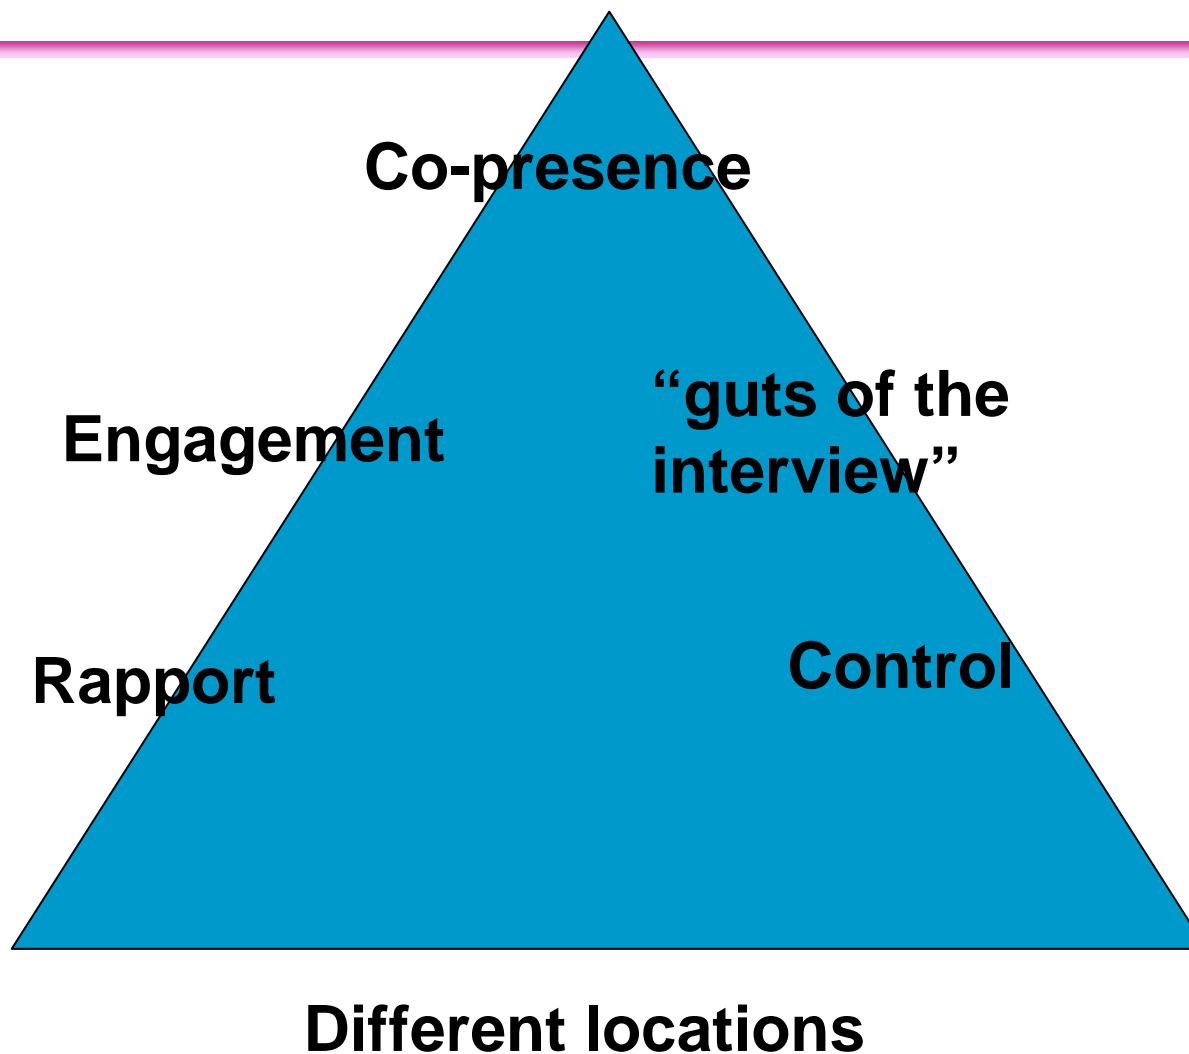 Co-presence
“guts of the
interview”
Engagement
Control
Rapport
Different locations